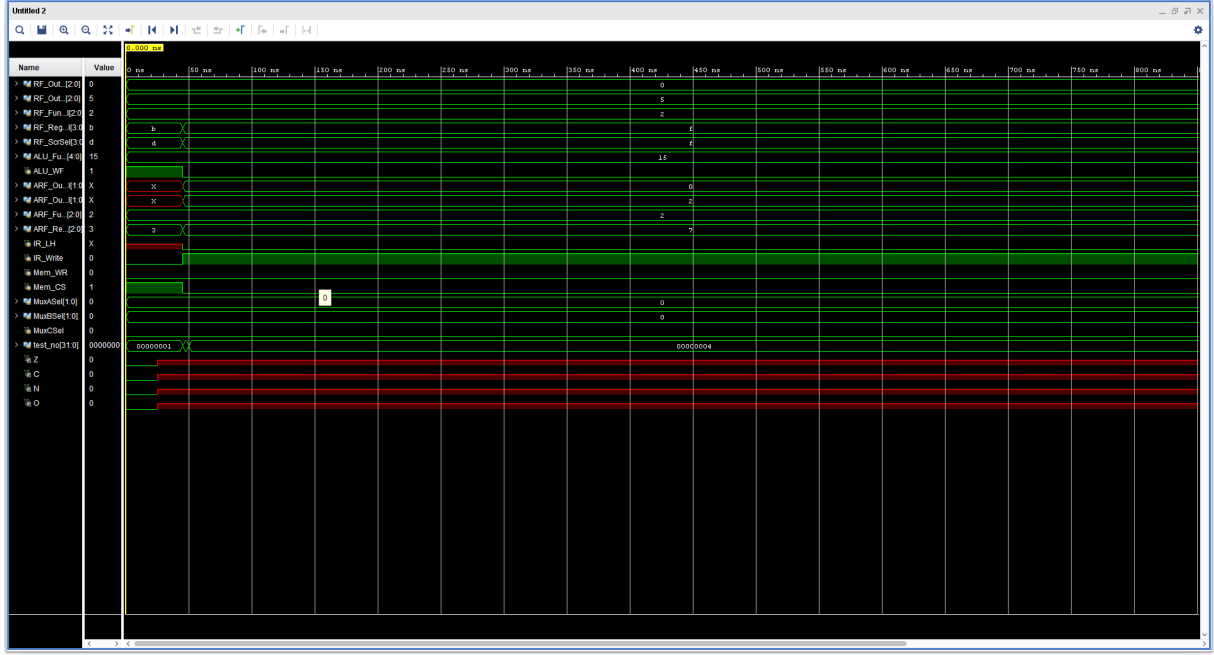 Untitled 2
0.000 ns
Name Value
0 ns 50 ns 100 ns 150 ns 200 ns 250 ns 300 ns 350 ns 400 ns 450 ns 500 ns 550 ns 600 ns 650 ns 700 ns 750 ns 800 ns
RF_Out...[2:0] 0 0
RF_Out...[2:0] 5 5
RF_Fun...l[2:0 2 2
RF_Reg...l[3:0 b b f
RF_ScrSel[3:0 d d f
ALU_Fu...[4:0] 15 15
ALU_WF 1
ARF_Ou...l[1:0 X X 0
ARF_Ou...l[1:0 X X 2
ARF_Fu...[2:0] 2 2
ARF_Re...[2:0] 3 3 7
IR_LH X
IR_Write 0
Mem_WR 0
Mem_CS 1
0
MuxASel[1:0] 0 0
MuxBSel[1:0] 0 0
MuxCSel 0
test_no[31:0] 0000000 00000001 00000004
Z 0
C 0
N 0
O 0